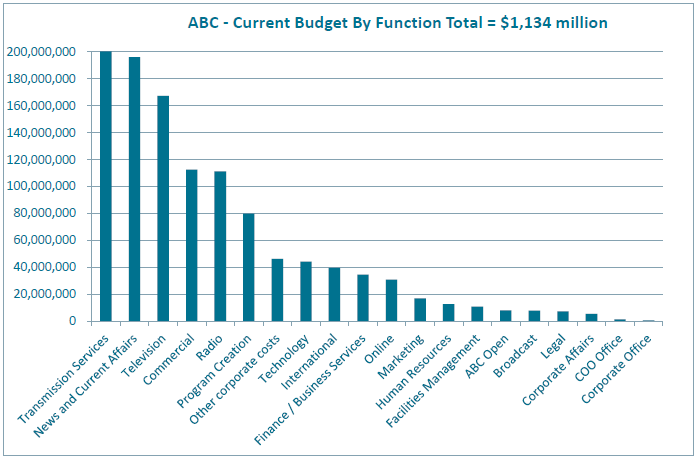 ABC - Current Budget By Function Total = $1,134 million
200,000,000
180,000,000
160,000,000
140,000,000
120,000,000
100,000,000
80,000,000
60,000,000
40,000,000
20,000,000
0
Transmission Services
News and Current Affairs
Television
Commercial
Radio
Program Creation
Other corporate costs
Technology
International
Finance / Business Services
Online
Marketing
Human Resources
Facilities Management
ABC Open
Broadcast
Legal
Corporate Affairs
COO Office
Corporate Office